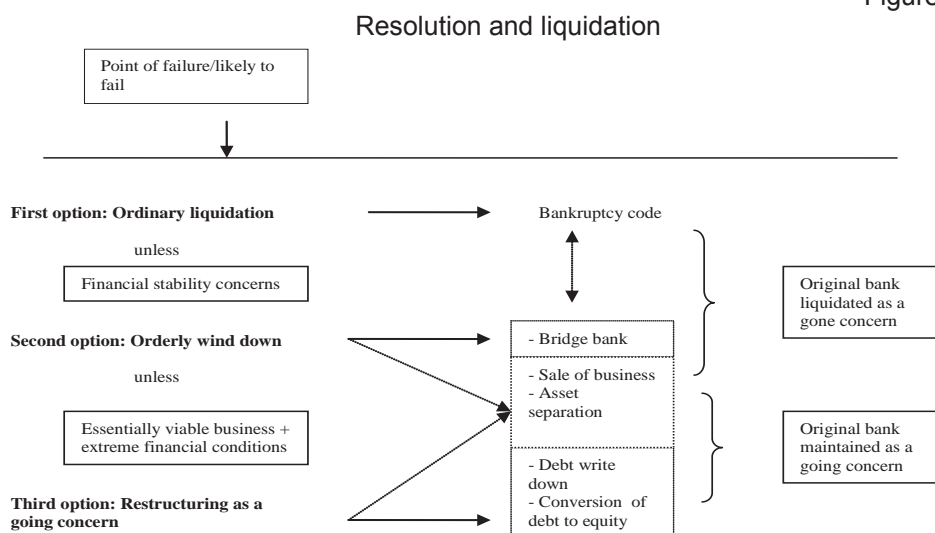 Figure
Resolution and liquidation
Point of failure/likely to
fail
First option: Ordinary liquidation
Bankruptcy code
unless
Financial stability concerns
Original bank
liquidated as a
gone concern
Second option: Orderly wind down
- Bridge bank
unless
- Sale of business
- Asset
separation
Essentially viable business +
extreme financial conditions
Original bank
maintained as a
going concern
- Debt write
down
- Conversion of
debt to equity
Third option: Restructuring as a
going concern